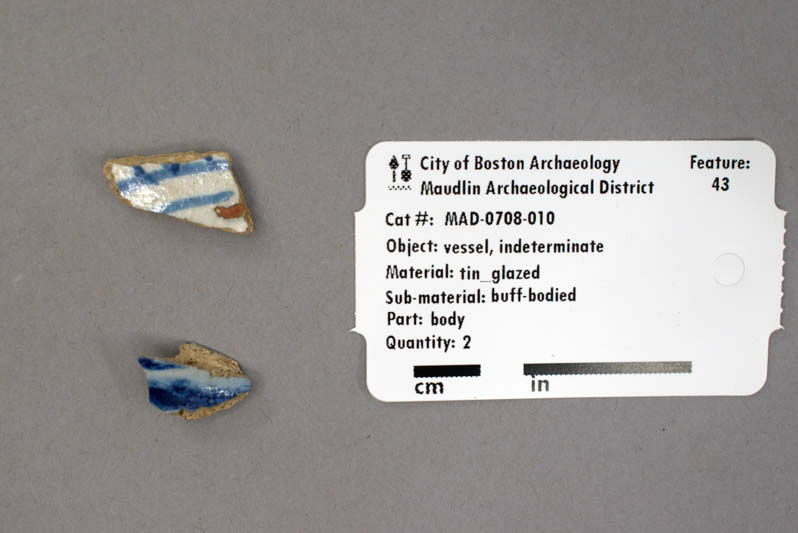 City of Boston Archaeology
Maudlin Archaeological District
Feature:
43
Cat #: MAD-0708-010
Object: vessel, indeterminate
Material: tin_glazed
Sub-material: buff-bodied
Part: body
Quantity: 2
cm
in